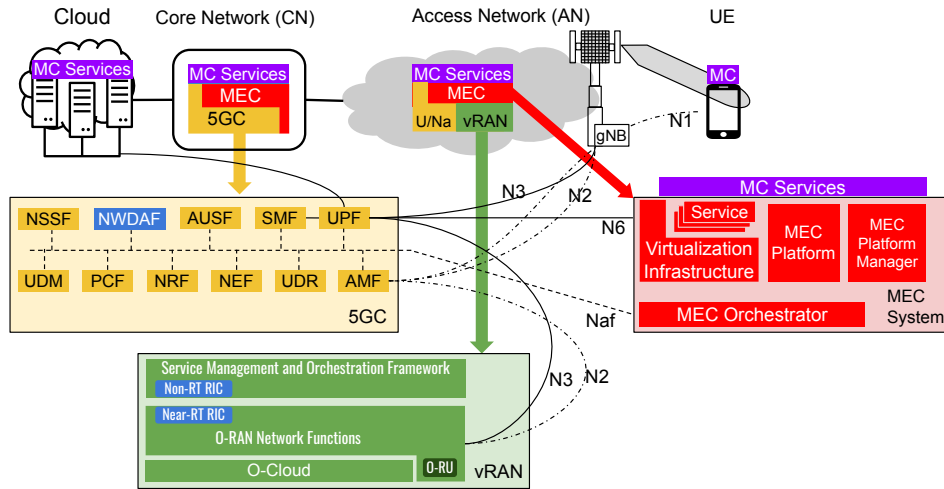 Cloud
Core Network (CN)
Access Network (AN)
UE
MC Services
MC Services
MEC
5GC
MC Services
MEC
U/Na
vRAN
gNB
N1
MC
N3
N2
NSSF
NWDAF
AUSF
SMF
UPF
UDM
PCF
NRF
NEF
UDR
AMF
5GC
N6
Naf
MC Services
Service
Virtualization
Infrastructure
MEC
Platform
MEC
Platform
Manager
MEC Orchestrator
MEC
System
Service Management and Orchestration Framework
Non-RT RIC
Near-RT RIC
O-RAN Network Functions
O-Cloud
O-RU
vRAN
N3
N2